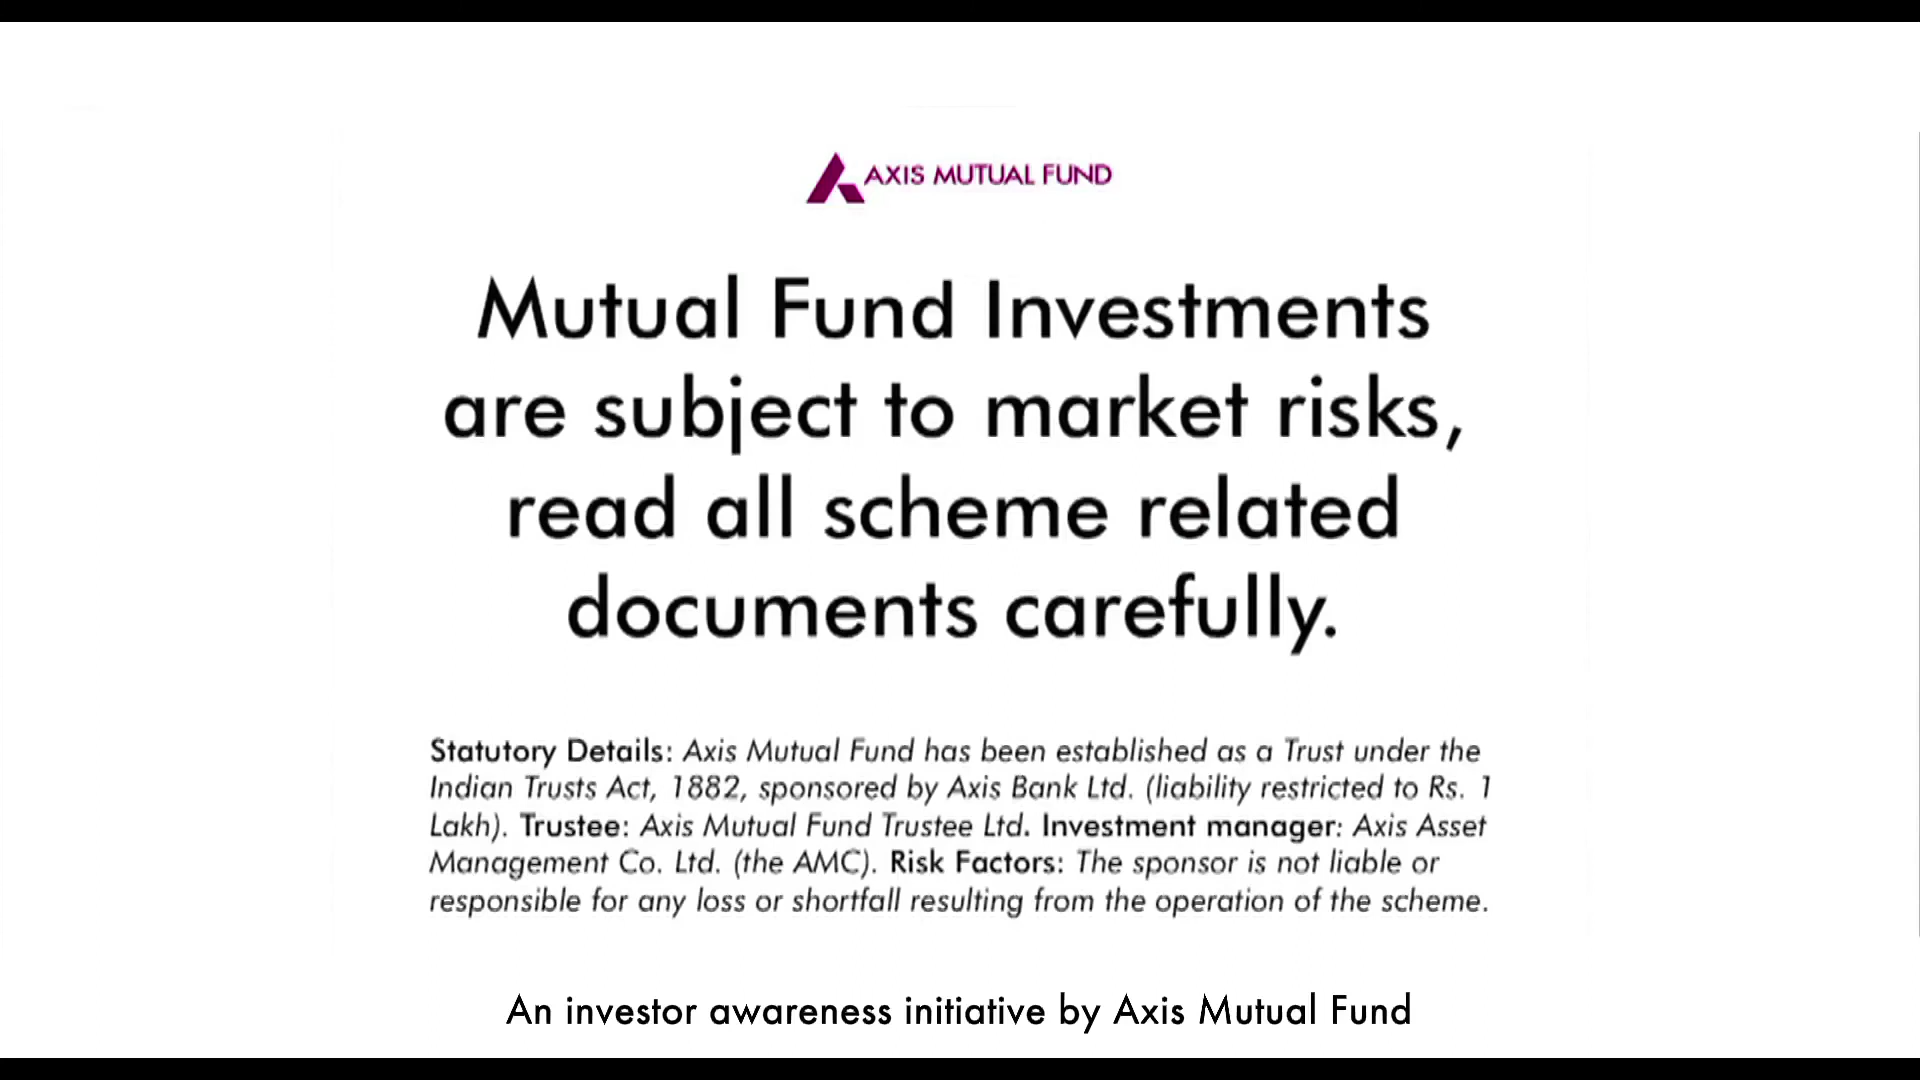 AXIS MUTUAL FUND
Mutual Fund Investments
are subject to market risks,
read all scheme related
documents carefully.
Statutory Details: Axis Mutual Fund has been established as a Trust under the
Indian Trusts Act, 1882, sponsored by Axis Bank Ltd. (liability restricted to Rs. 1
Lakh). Trustee: Axis Mutual Fund Trustee Ltd. Investment manager: Axis Asset
Management Co. Ltd. (the AMC). Risk Factors: The sponsor is not liable or
responsible for any loss or shortfall resulting from the operation of the scheme.
An investor awareness initiative by Axis Mutual Fund